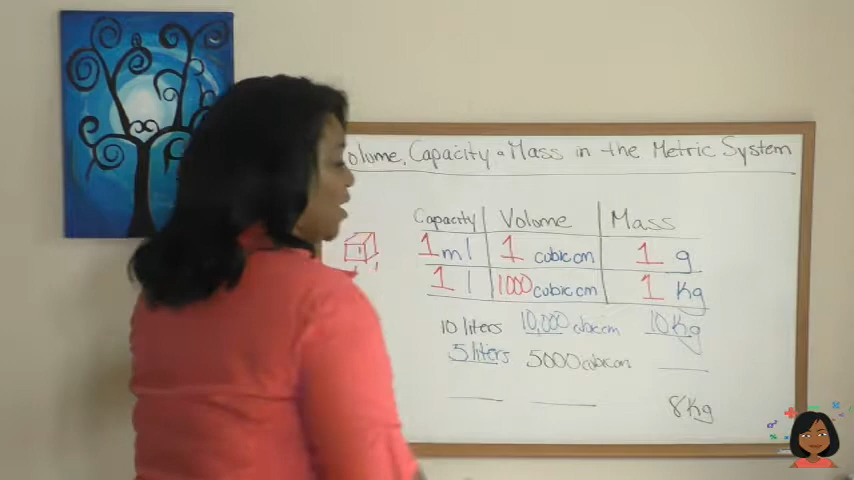 olume, Capacity & Mass in the Metric System
Capacity Volume Mass
1 ml 1 cubic cm 1 g
1 l 1000 cubic cm 1 Kg
10 liters 10,000 cubic cm 10 Kg
5 liters 5000 cubic cm
8 Kg